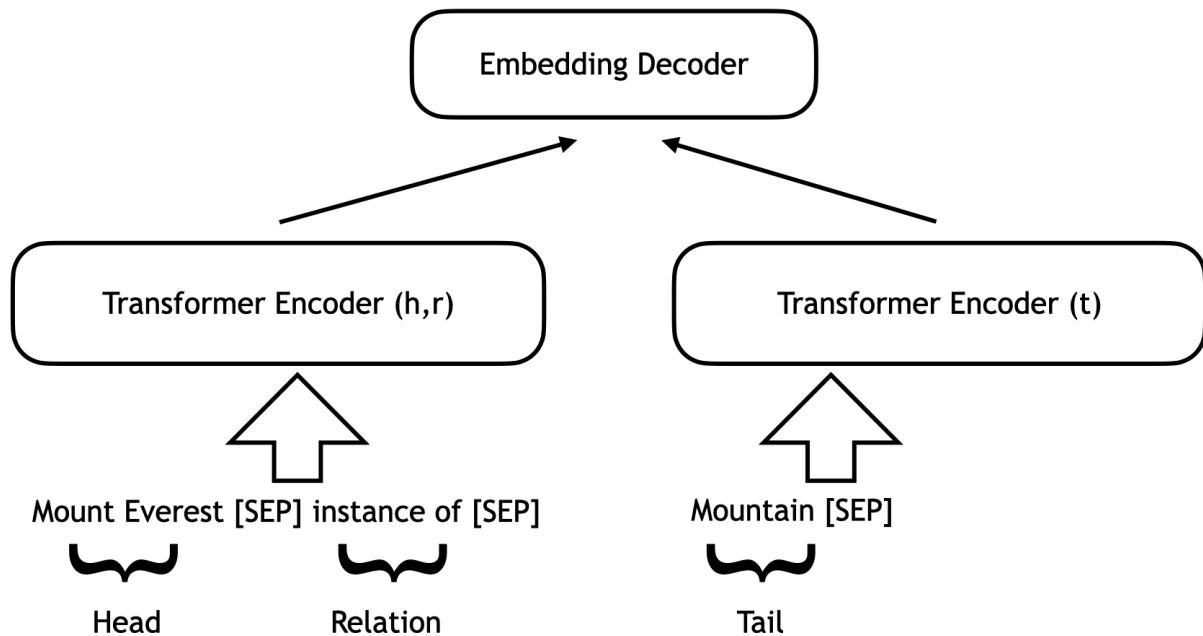 Embedding Decoder
Transformer Encoder (h,r)
Transformer Encoder (t)
Mount Everest [SEP] instance of [SEP]
Mountain [SEP]
Head
Relation
Tail